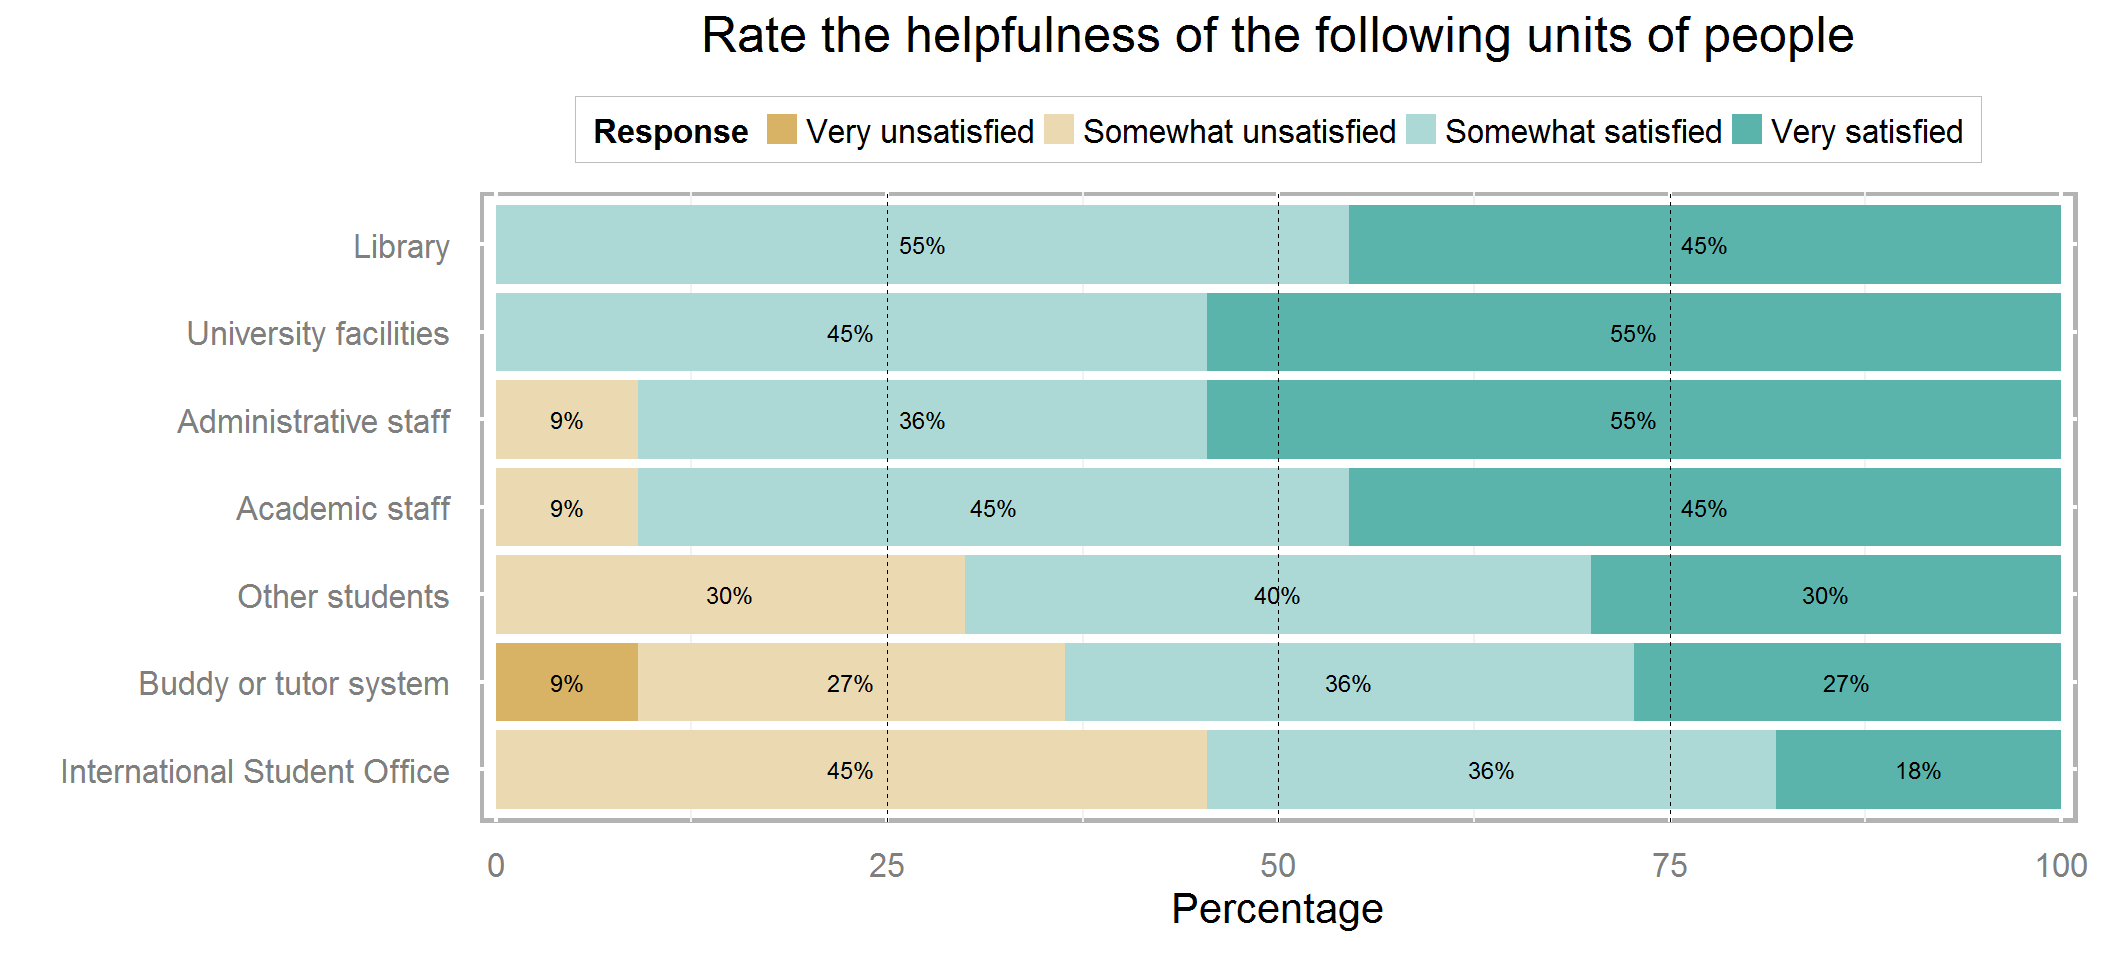 Rate the helpfulness of the following units of people
Response Very unsatisfied Somewhat unsatisfied Somewhat satisfied Very satisfied
Library 55% 45%
University facilities 45% 55%
Administrative staff 9% 36% 55%
Academic staff 9% 45% 45%
Other students 30% 40% 30%
Buddy or tutor system 9% 27% 36% 27%
International Student Office 45% 36% 18%
0 25 50 75 100
Percentage